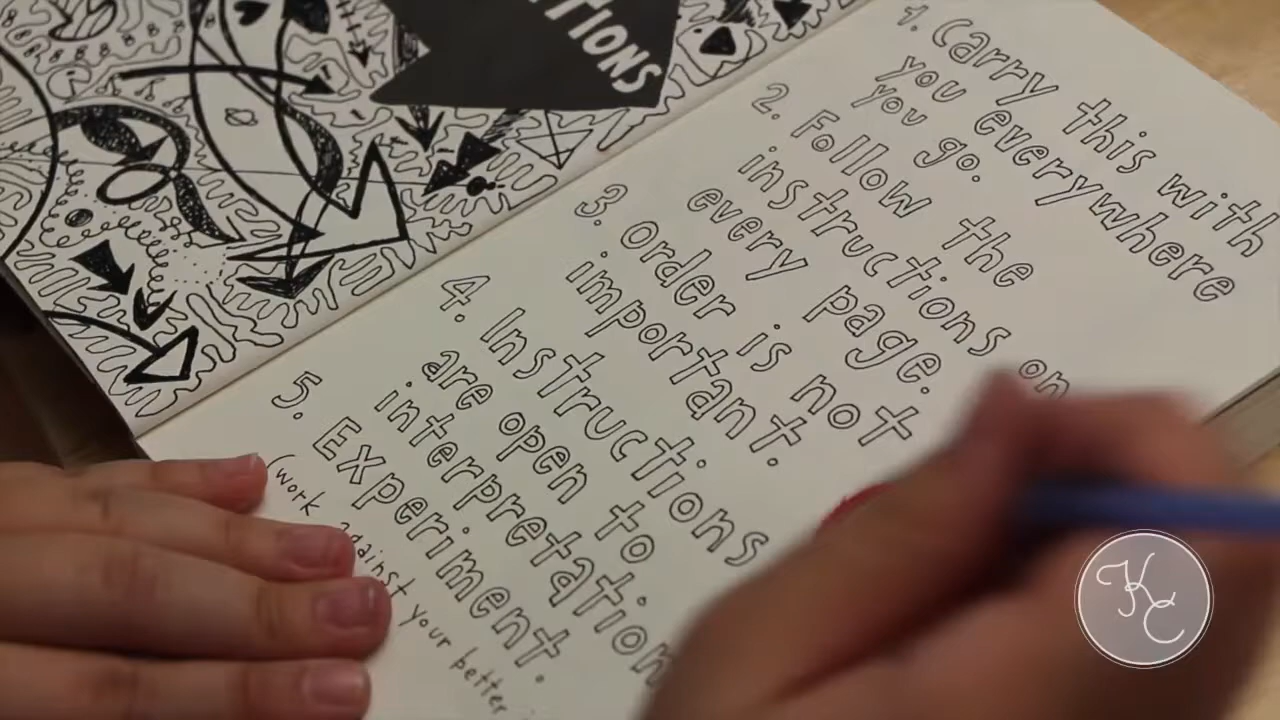 TIONS
1. Carry this with
you everywhere
you go.
2. Follow the
instructions on
every page.
3. Order is not
important.
4. Instructions
are open to
interpretation
5. Experiment.
(work against your better
KC